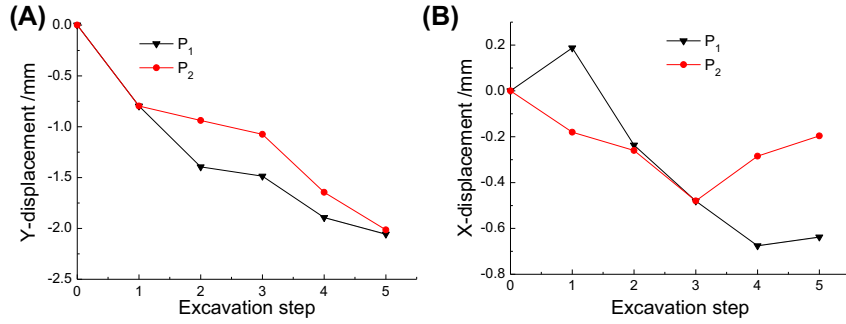 (A)
0.0
-0.5
-1.0
-1.5
-2.0
-2.5
Y-displacement /mm
P1
P2
0 1 2 3 4 5
Excavation step
(B)
0.2
0.0
-0.2
-0.4
-0.6
-0.8
X-displacement /mm
P1
P2
0 1 2 3 4 5
Excavation step